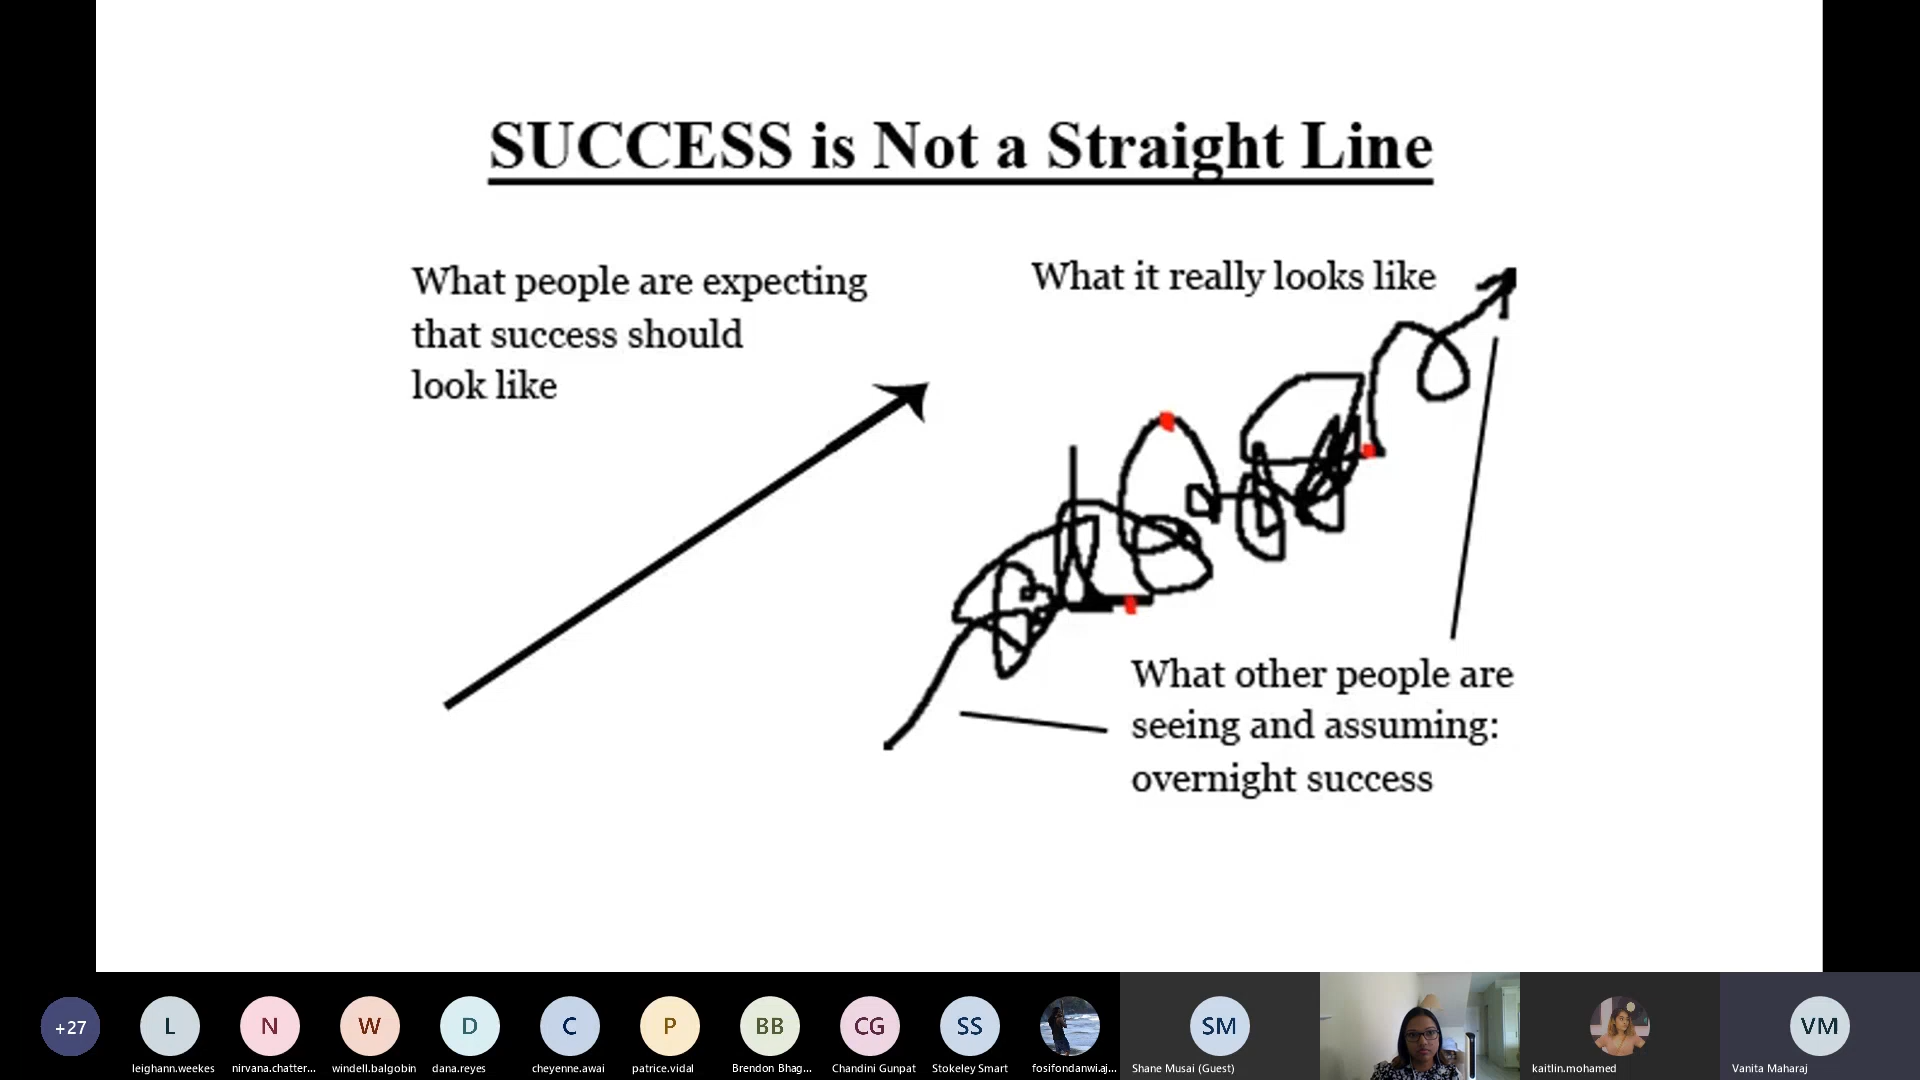 SUCCESS is Not a Straight Line
What people are expecting
that success should
look like
What it really looks like
What other people are
seeing and assuming:
overnight success
+27
L
leighann.weekes
N
nirvana.chatter...
W
windell.balgobin
D
dana.reyes
C
cheyenne.awai
P
patrice.vidal
BB
Brendon Bhag...
CG
Chandini Gunpat
SS
Stokeley Smart
fosifondanwi.aj...
SM
Shane Musai (Guest)
kaitlin.mohamed
VM
Vanita Maharaj